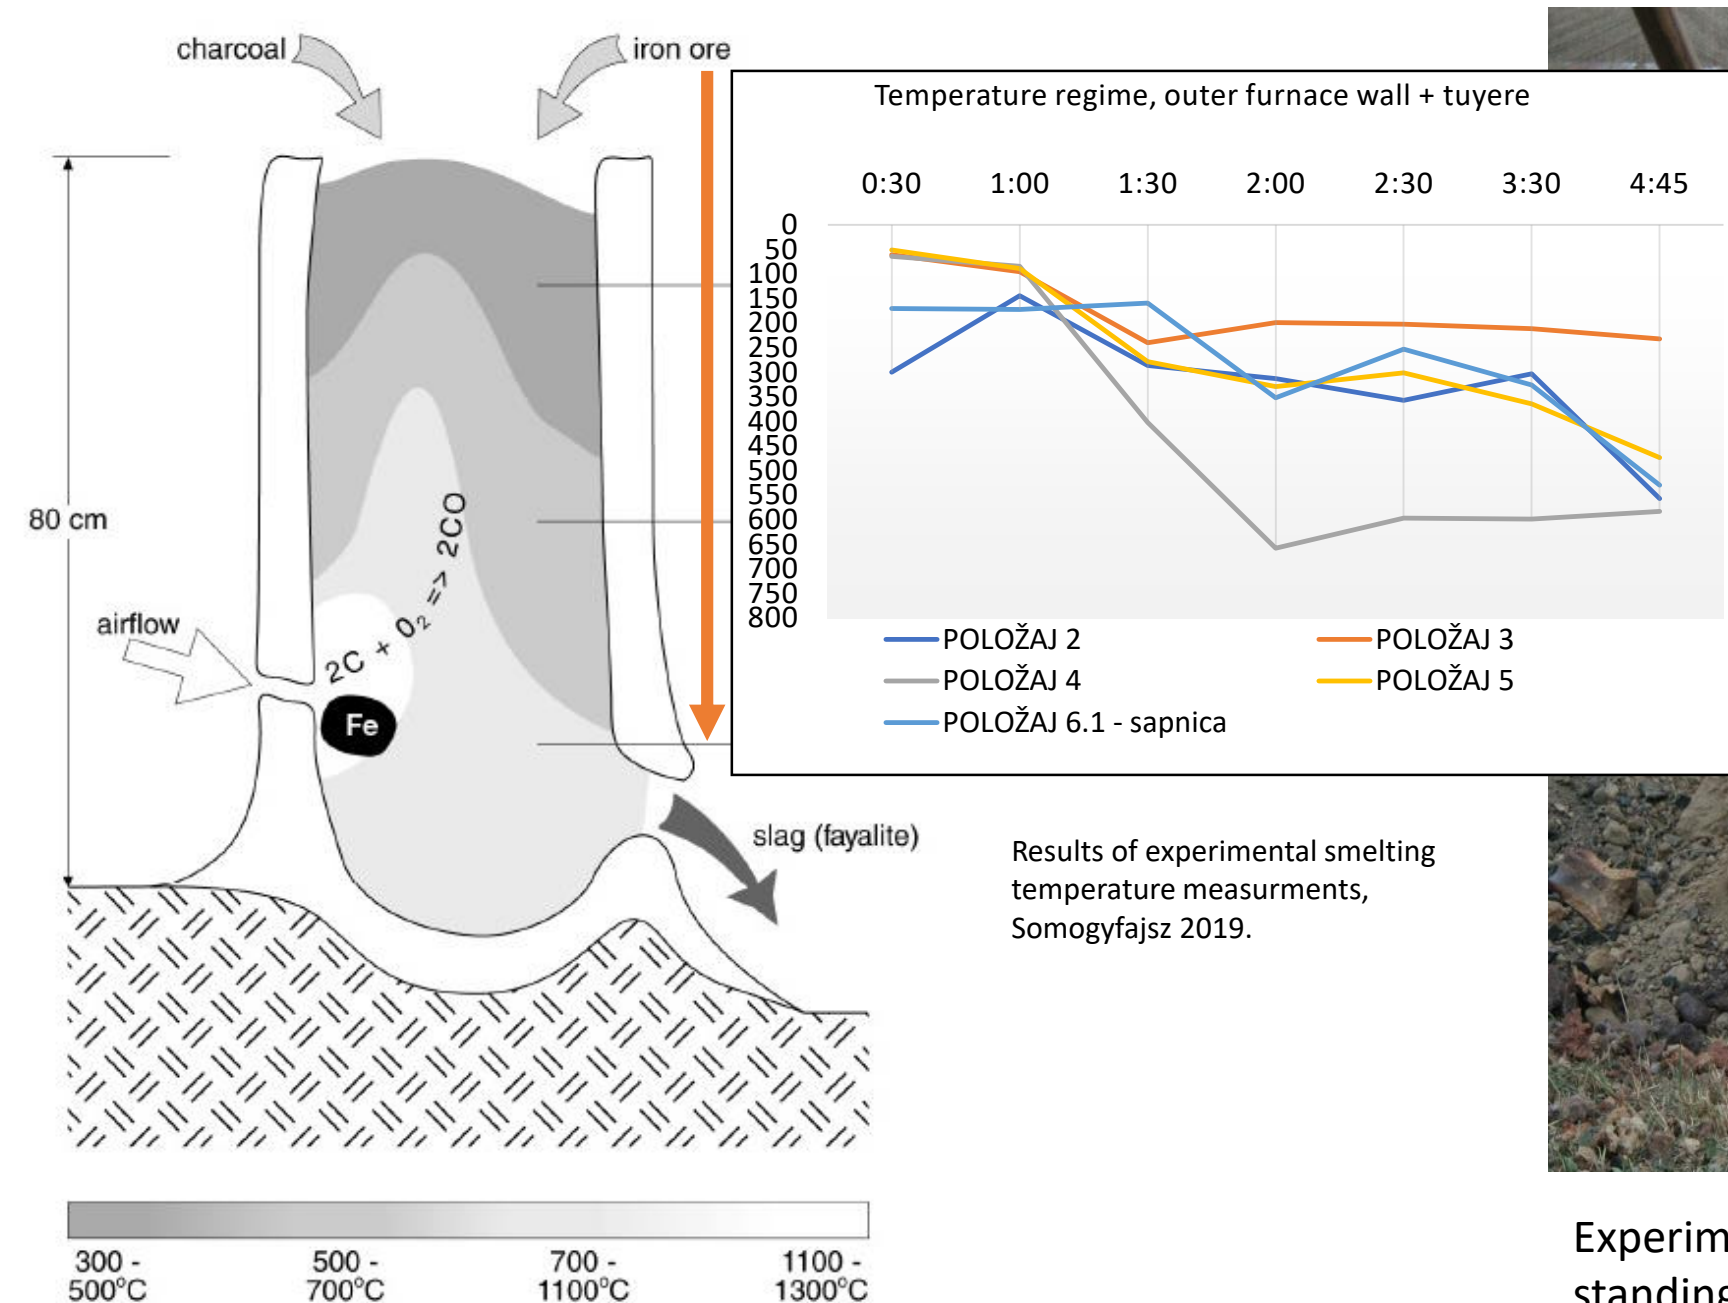 charcoal
iron ore
80 cm
airflow
2C + O₂ => 2CO
Fe
slag (fayalite)
300 - 500°C
500 - 700°C
700 - 1100°C
1100 - 1300°C
Temperature regime, outer furnace wall + tuyere
0:30 1:00 1:30 2:00 2:30 3:30 4:45
0
50
100
150
200
250
300
350
400
450
500
550
600
650
700
750
800
POLOŽAJ 2
POLOŽAJ 3
POLOŽAJ 4
POLOŽAJ 5
POLOŽAJ 6.1 - sapnica
Results of experimental smelting
temperature measurments,
Somogyfajsz 2019.
Experim
standing